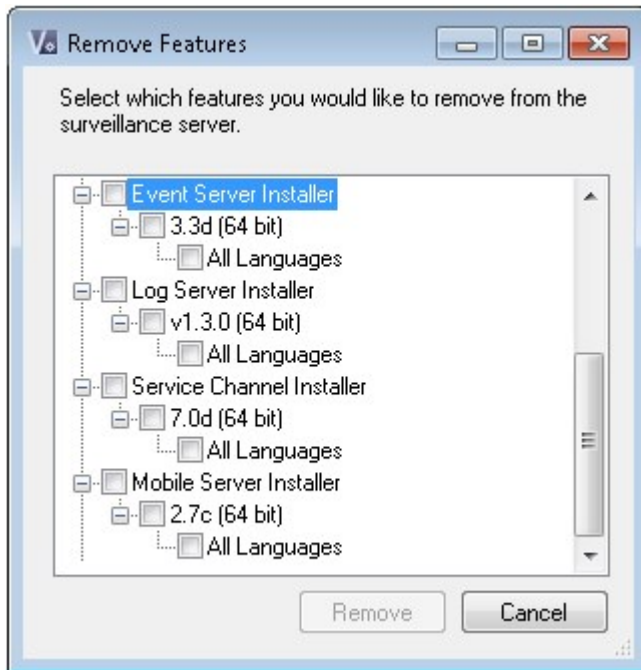 Remove Features
Select which features you would like to remove from the
surveillance server.
Event Server Installer
3.3d (64 bit)
All Languages
Log Server Installer
v1.3.0 (64 bit)
All Languages
Service Channel Installer
7.0d (64 bit)
All Languages
Mobile Server Installer
2.7c (64 bit)
All Languages
Remove
Cancel